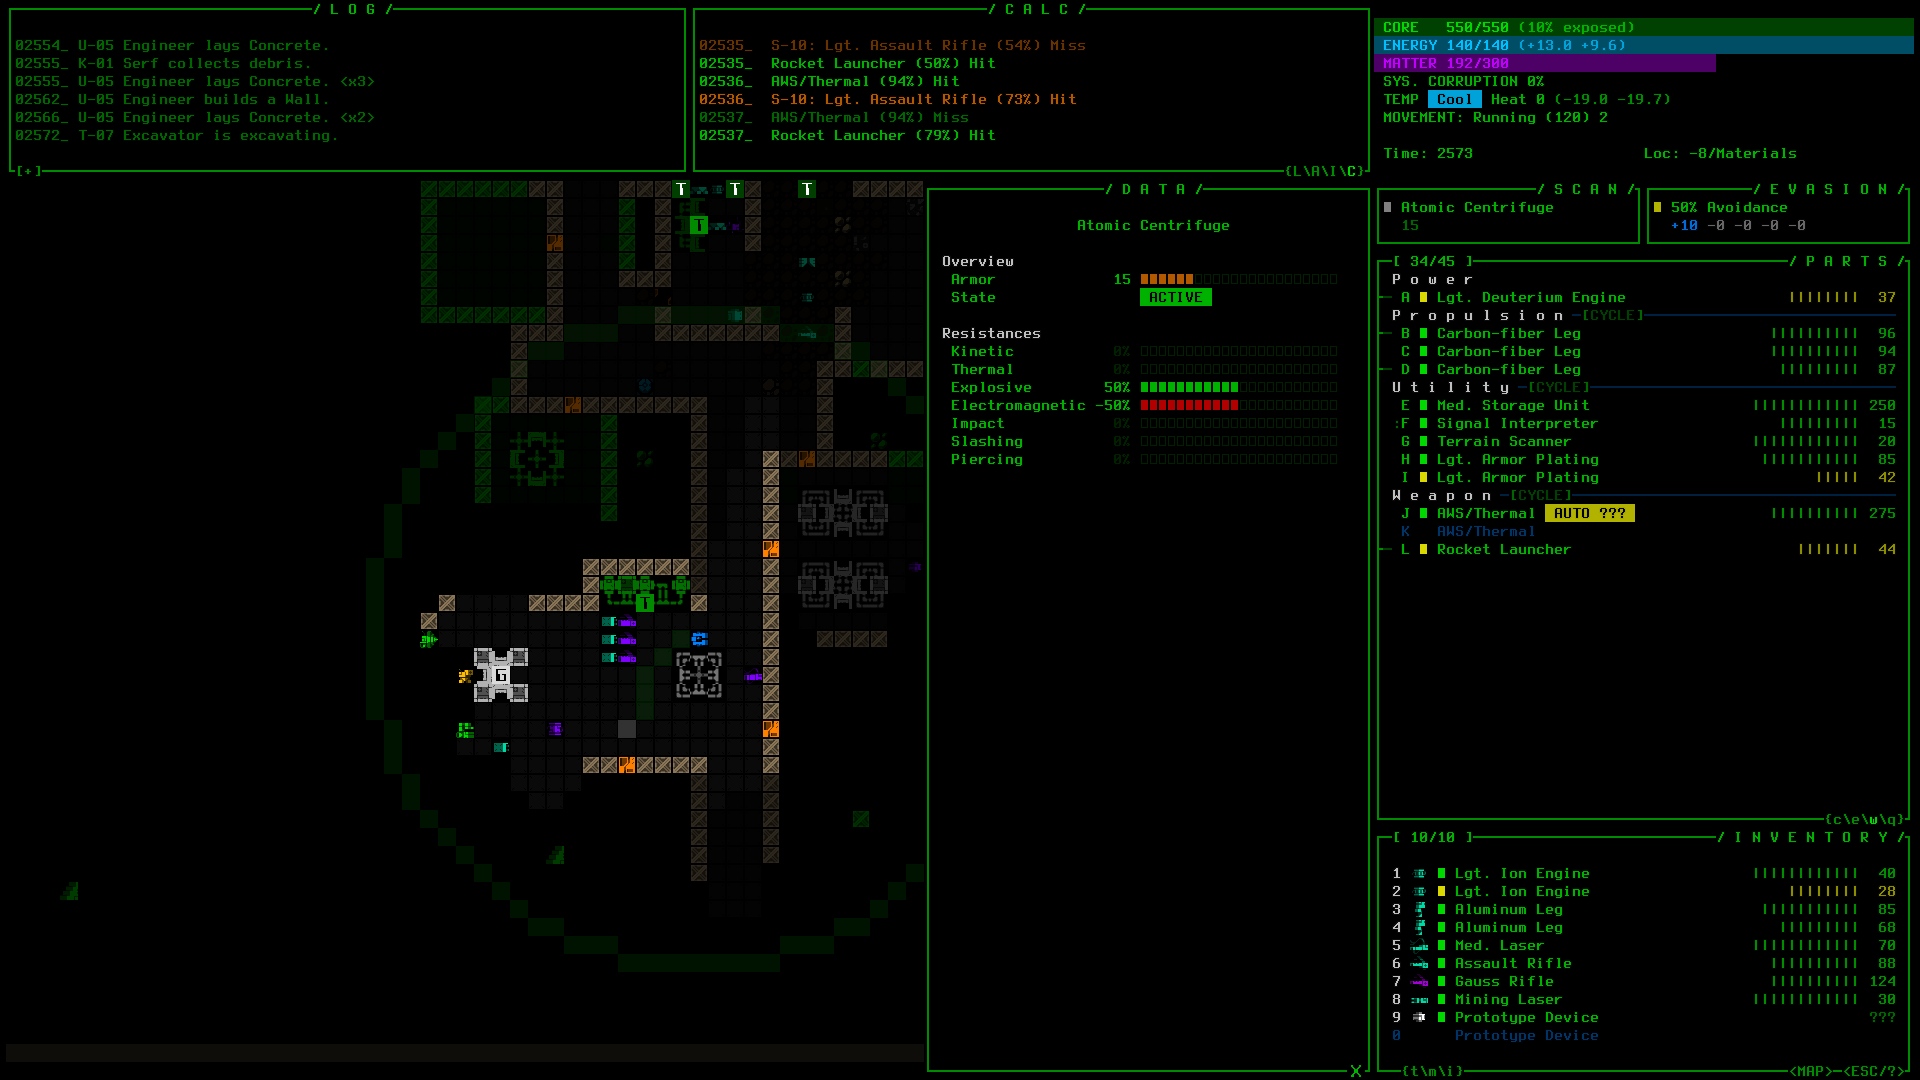 / L O G /
02554_ U-05 Engineer lays Concrete.
02555_ K-01 Serf collects debris.
02555_ U-05 Engineer lays Concrete. <x3>
02562_ U-05 Engineer builds a Wall.
02566_ U-05 Engineer lays Concrete. <x2>
02572_ T-07 Excavator is excavating.
[+]
/ C A L C /
02535_ S-10: Lgt. Assault Rifle (54%) Miss
02535_ Rocket Launcher (50%) Hit
02536_ AWS/Thermal (94%) Hit
02536_ S-10: Lgt. Assault Rifle (73%) Hit
02537_ AWS/Thermal (94%) Miss
02537_ Rocket Launcher (79%) Hit
{L\A\I\C}
CORE 550/550 (10% exposed)
ENERGY 140/140 (+13.0 +9.6)
MATTER 192/300
SYS. CORRUPTION 0%
TEMP Cool Heat 0 (-19.0 -19.7)
MOVEMENT: Running (120) 2
Time: 2573 Loc: -8/Materials
T T T
T
T
T
/ D A T A /
Atomic Centrifuge
Overview
Armor 15
State ACTIVE
Resistances
Kinetic 0%
Thermal 0%
Explosive 50%
Electromagnetic -50%
Impact 0%
Slashing 0%
Piercing 0%
X
/ S C A N /
Atomic Centrifuge
15
/ E V A S I O N /
50% Avoidance
+10 -0 -0 -0 -0
[ 34/45 ] / P A R T S /
P o w e r
A Lgt. Deuterium Engine 37
P r o p u l s i o n [CYCLE]
B Carbon-fiber Leg 96
C Carbon-fiber Leg 94
D Carbon-fiber Leg 87
U t i l i t y [CYCLE]
E Med. Storage Unit 250
:F Signal Interpreter 15
G Terrain Scanner 20
H Lgt. Armor Plating 85
I Lgt. Armor Plating 42
W e a p o n [CYCLE]
J AWS/Thermal AUTO ??? 275
K AWS/Thermal
L Rocket Launcher 44
{c\e\w\q}
[ 10/10 ] / I N V E N T O R Y /
1 Lgt. Ion Engine 40
2 Lgt. Ion Engine 28
3 Aluminum Leg 85
4 Aluminum Leg 68
5 Med. Laser 70
6 Assault Rifle 88
7 Gauss Rifle 124
8 Mining Laser 30
9 Prototype Device ???
0 Prototype Device
{t\m\i} <MAP> <ESC/?>